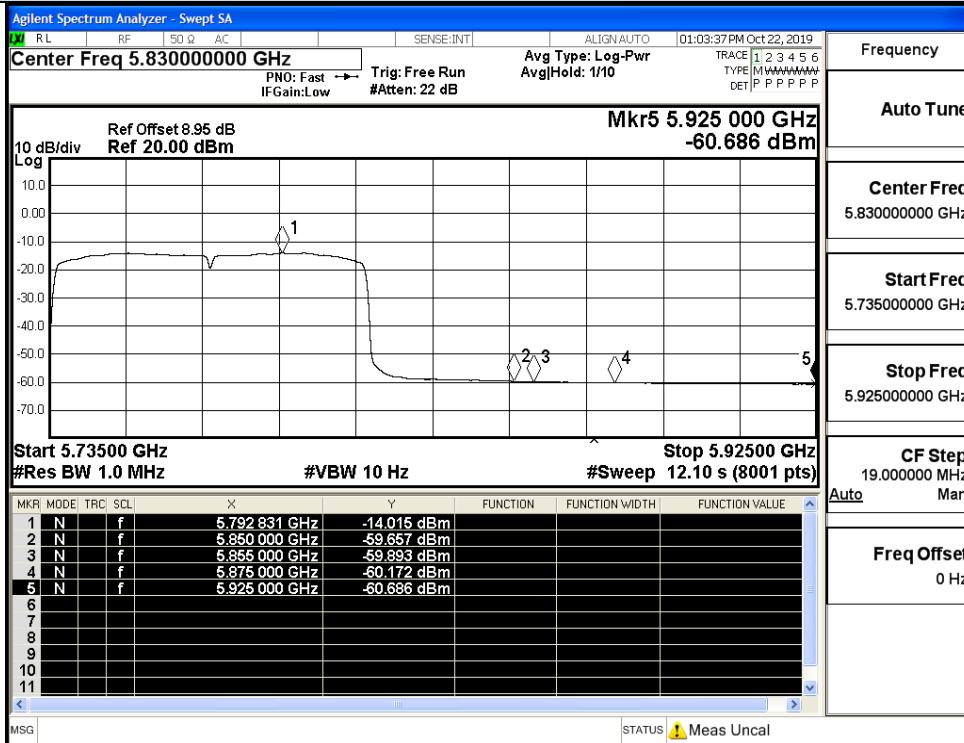 Agilent Spectrum Analyzer - Swept SA
LXI RL RF 50 Ω AC SENSE:INT ALIGN AUTO 01:03:37 PM Oct 22, 2019
Center Freq 5.830000000 GHz
PNO: Fast
IFGain:Low
Trig: Free Run
#Atten: 22 dB
Avg Type: Log-Pwr
Avg|Hold: 1/10
TRACE 1 2 3 4 5 6
TYPE M WWWWW
DET P P P P P P
Mkr5 5.925 000 GHz
-60.686 dBm
Ref Offset 8.95 dB
10 dB/div Ref 20.00 dBm
Log
10.0
0.00
-10.0
-20.0
-30.0
-40.0
-50.0
-60.0
-70.0
1
2 3 4 5
Start 5.73500 GHz Stop 5.92500 GHz
#Res BW 1.0 MHz #VBW 10 Hz #Sweep 12.10 s (8001 pts)
MKR MODE TRC SCL X Y FUNCTION FUNCTION WIDTH FUNCTION VALUE
1 N f 5.792 831 GHz -14.015 dBm
2 N f 5.850 000 GHz -59.657 dBm
3 N f 5.855 000 GHz -59.893 dBm
4 N f 5.875 000 GHz -60.172 dBm
5 N f 5.925 000 GHz -60.686 dBm
6
7
8
9
10
11
MSG STATUS Meas Uncal
Frequency
Auto Tune
Center Freq
5.830000000 GHz
Start Freq
5.735000000 GHz
Stop Freq
5.925000000 GHz
CF Step
19.000000 MHz
Auto Man
Freq Offset
0 Hz